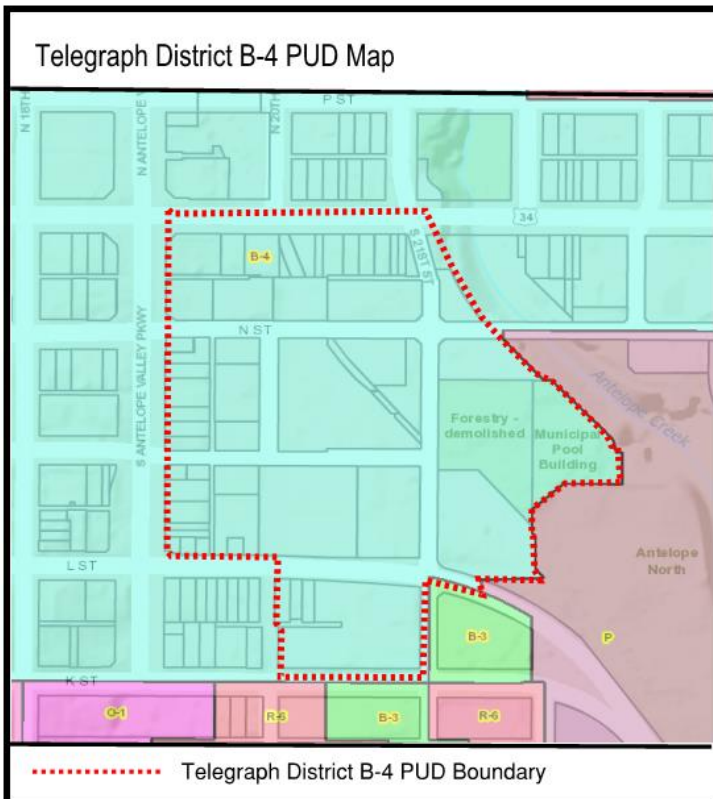 Telegraph District B-4 PUD Map
P ST
N 18TH
N ANTELOPE V
N 20TH
34
B-4
S 21ST ST
N ST
S ANTELOPE VALLEY PKWY
Antelope Creek
Forestry -
demolished
Municipal
Pool
Building
Antelope
North
L ST
B-3
P
K ST
O-1
R-6
B-3
R-6
Telegraph District B-4 PUD Boundary